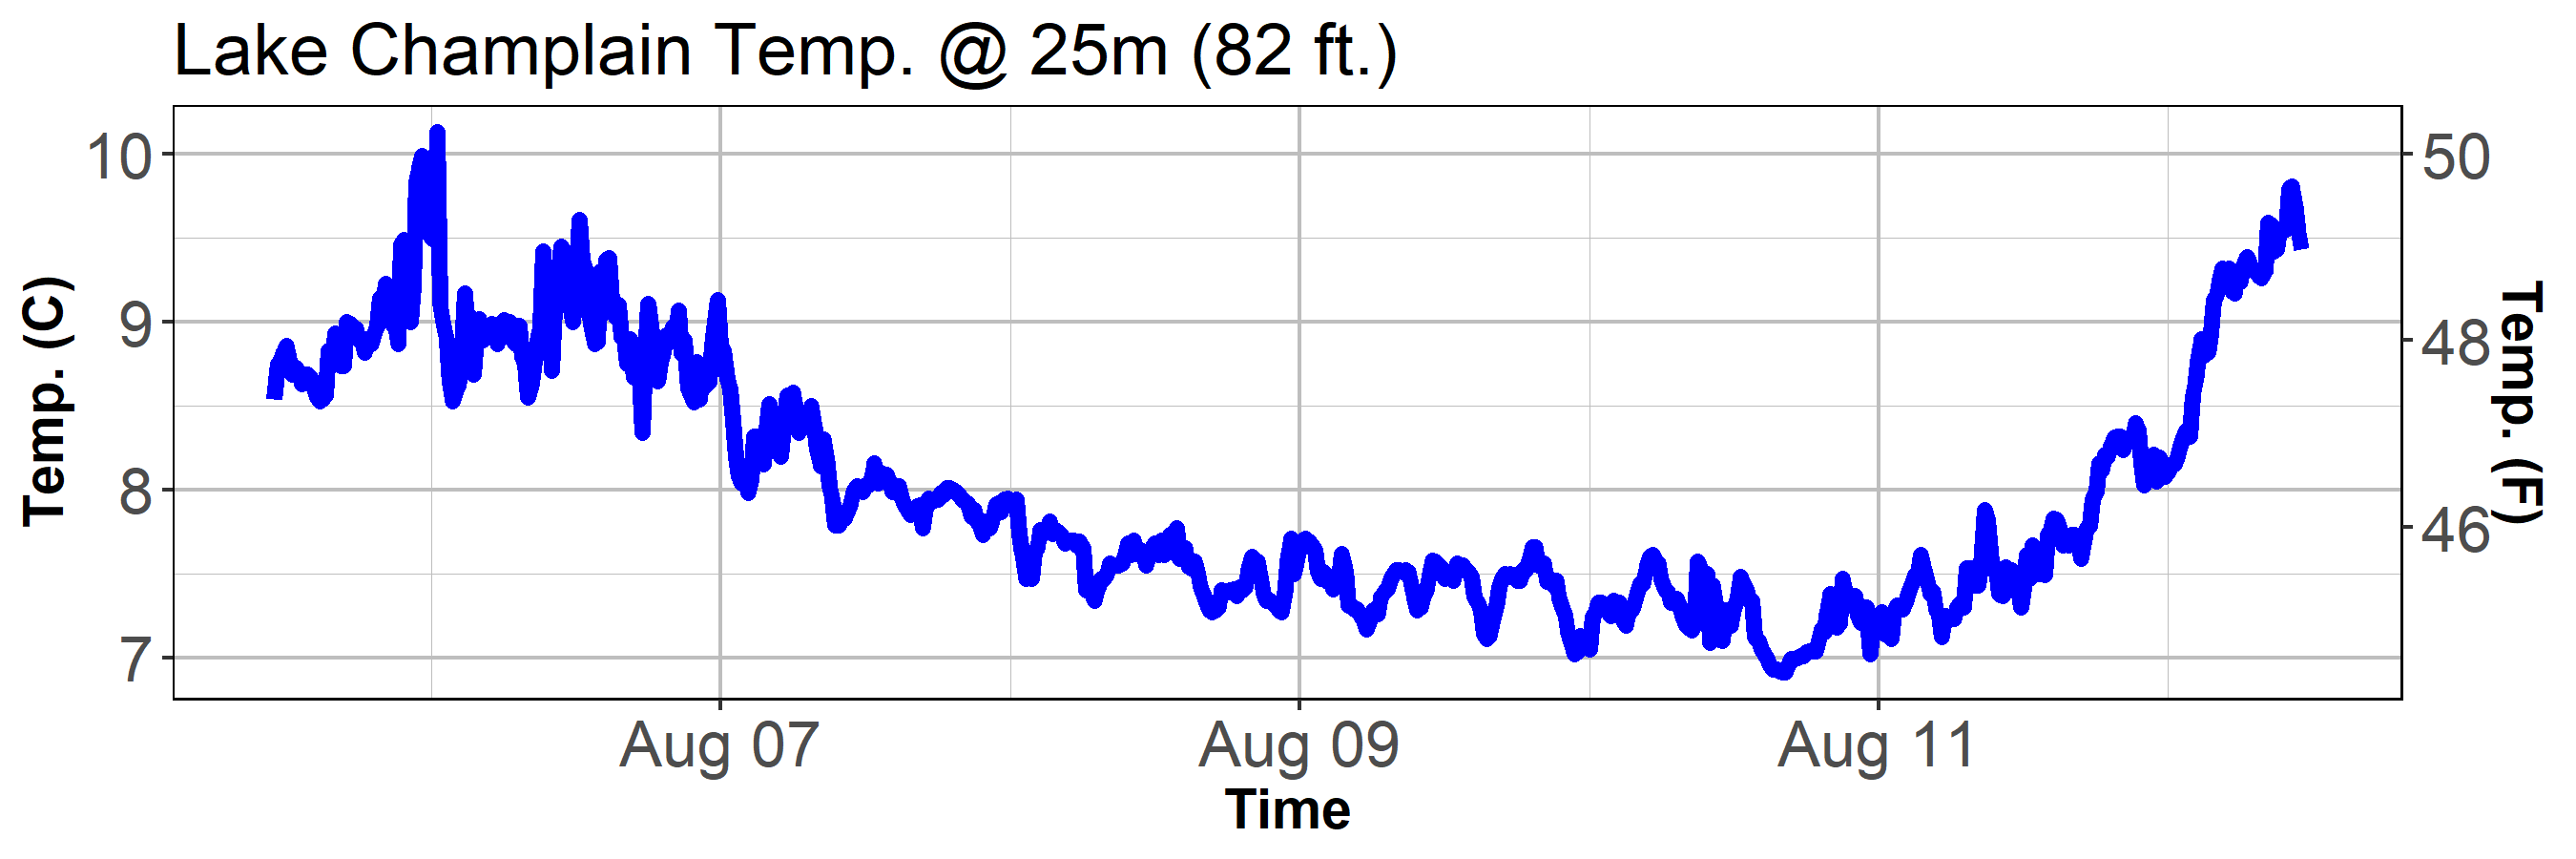 Lake Champlain Temp. @ 25m (82 ft.)
10
9
8
7
Temp. (C)
50
48
46
Temp. (F)
Aug 07
Aug 09
Aug 11
Time